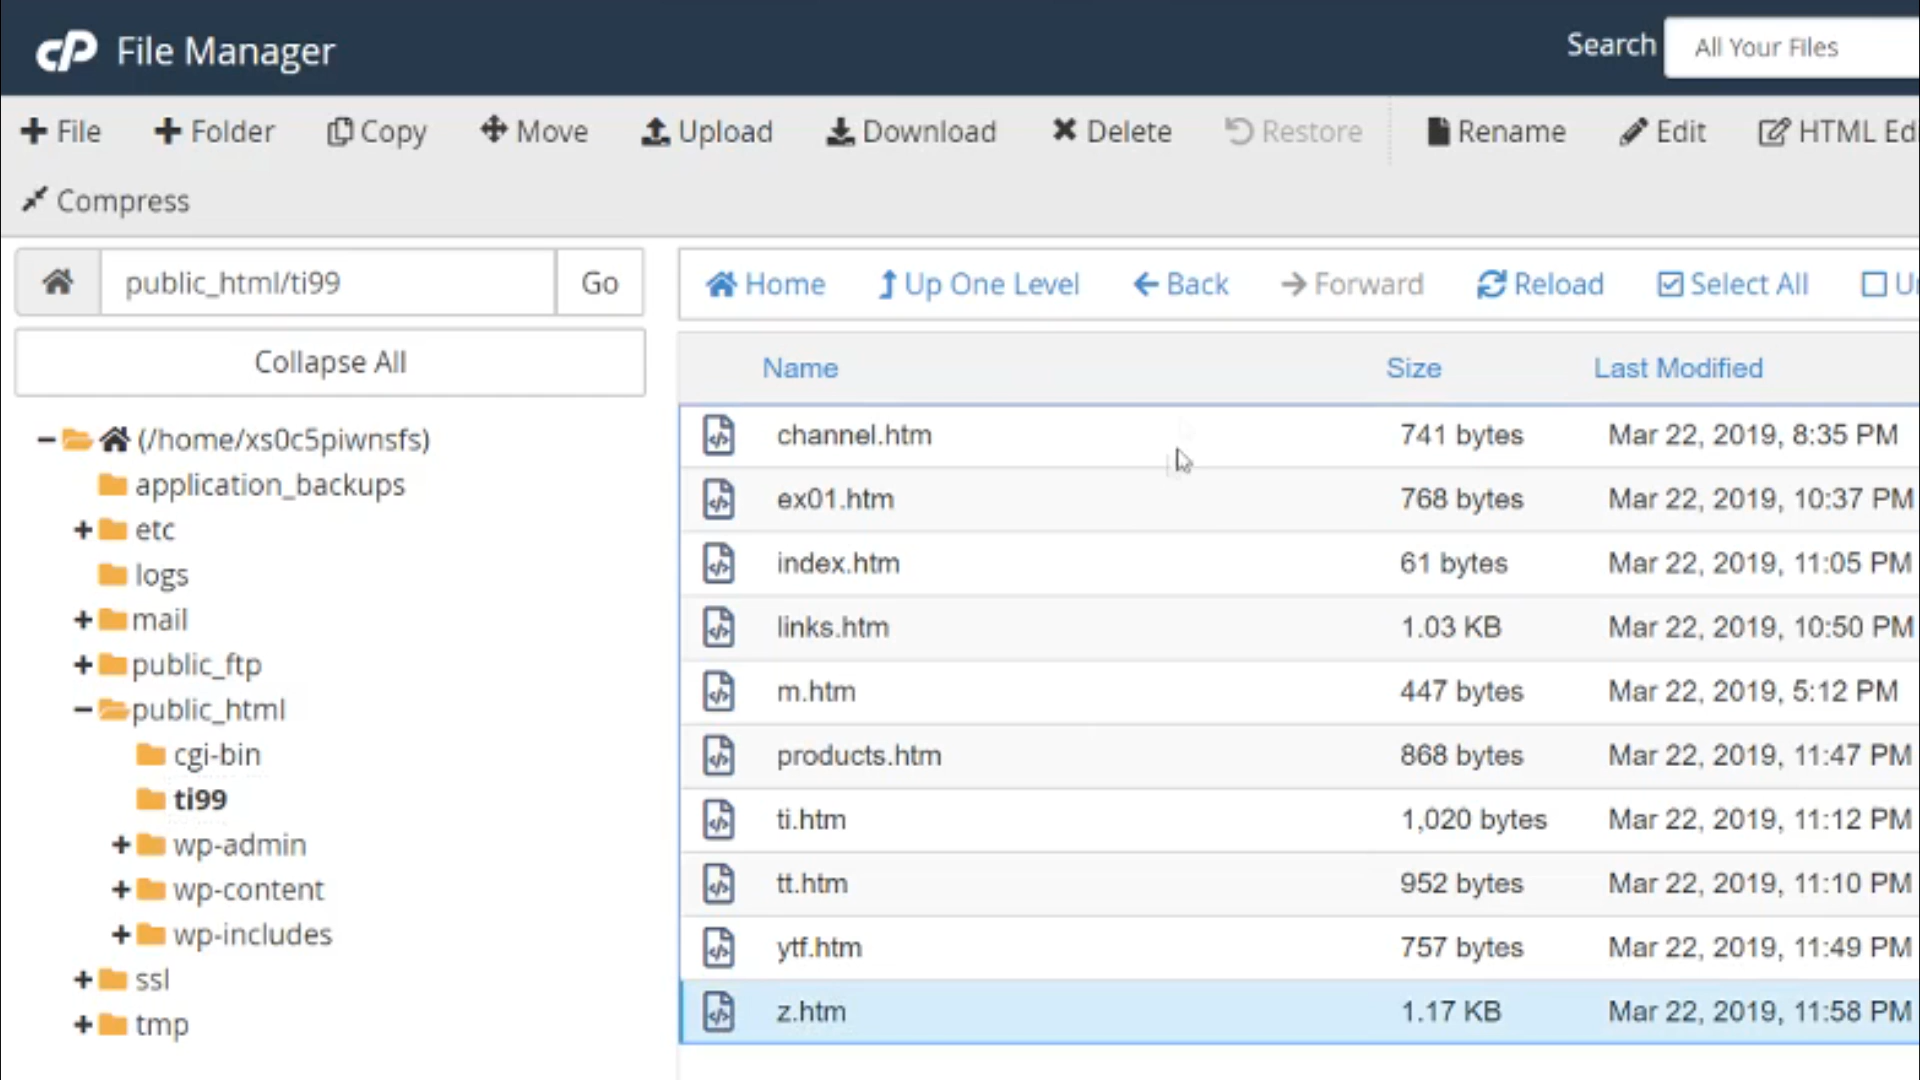 cP File Manager
Search All Your Files
File Folder Copy Move Upload Download Delete Restore Rename Edit HTML Ed
Compress
public_html/ti99 Go
Home Up One Level Back Forward Reload Select All
Collapse All
Name Size Last Modified
(/home/xs0c5piwnsfs)
application_backups
etc
logs
mail
public_ftp
public_html
cgi-bin
ti99
wp-admin
wp-content
wp-includes
ssl
tmp
channel.htm 741 bytes Mar 22, 2019, 8:35 PM
ex01.htm 768 bytes Mar 22, 2019, 10:37 PM
index.htm 61 bytes Mar 22, 2019, 11:05 PM
links.htm 1.03 KB Mar 22, 2019, 10:50 PM
m.htm 447 bytes Mar 22, 2019, 5:12 PM
products.htm 868 bytes Mar 22, 2019, 11:47 PM
ti.htm 1,020 bytes Mar 22, 2019, 11:12 PM
tt.htm 952 bytes Mar 22, 2019, 11:10 PM
ytf.htm 757 bytes Mar 22, 2019, 11:49 PM
z.htm 1.17 KB Mar 22, 2019, 11:58 PM